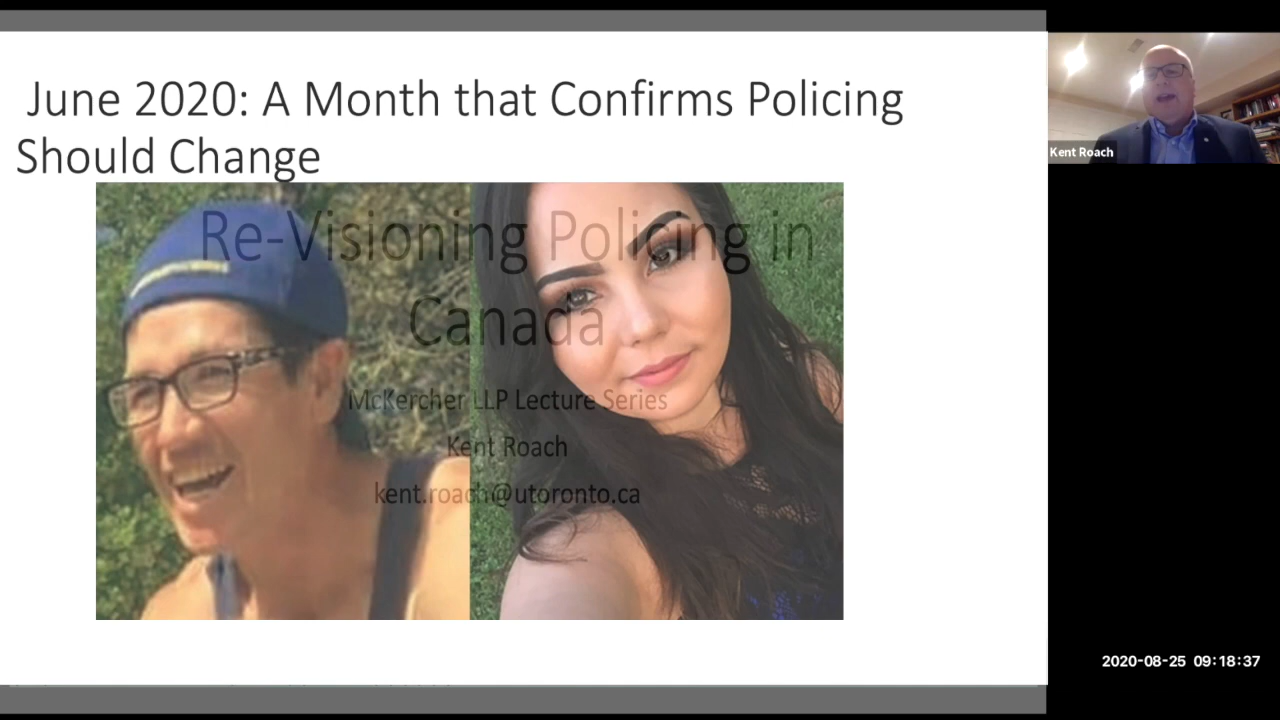 June 2020: A Month that Confirms Policing
Should Change
Re-Visioning Policing in
Canada
McKercher LLP Lecture Series
Kent Roach
kent.roach@utoronto.ca
Kent Roach
2020-08-25 09:18:37